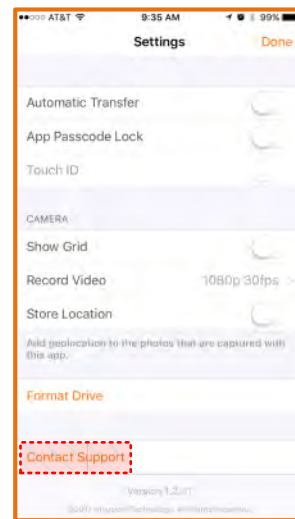 AT&T 9:35 AM 99%
Settings Done
Automatic Transfer
App Passcode Lock
Touch ID
CAMERA
Show Grid
Record Video 1080p 30fps >
Store Location
Add geolocation to the photos that are captured with
this app.
Format Drive
Contact Support
Version 1.2